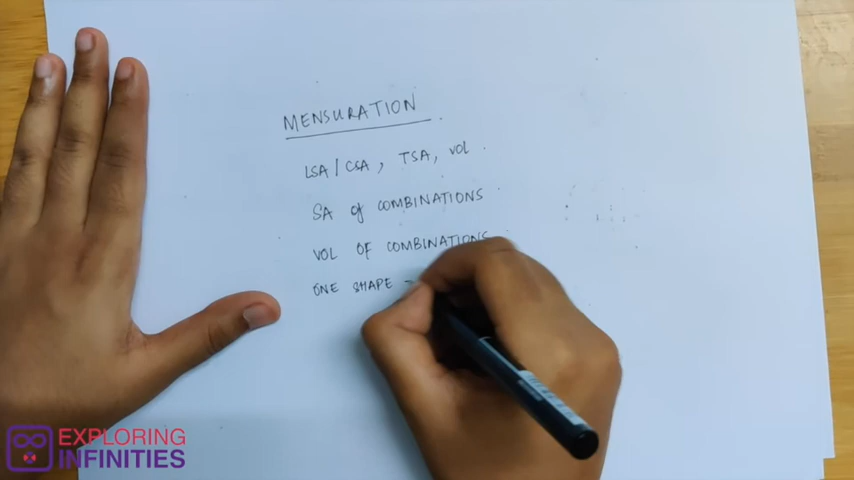 MENSURATION
LSA / CSA, TSA, VOL
SA of COMBINATIONS
VOL OF COMBINATIONS
ONE SHAPE -
EXPLORING
INFINITIES